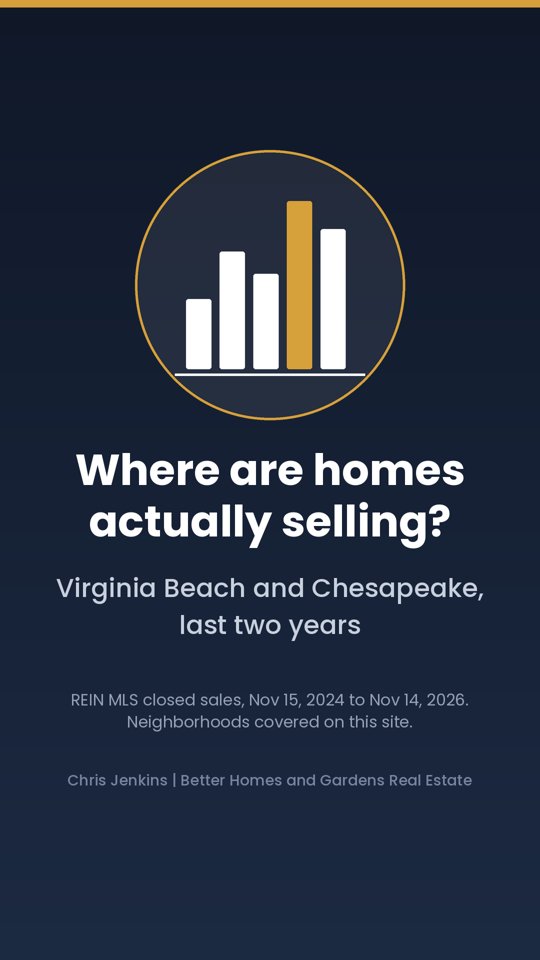 Where are homes
actually selling?
Virginia Beach and Chesapeake,
last two years
REIN MLS closed sales, Nov 15, 2024 to Nov 14, 2026.
Neighborhoods covered on this site.
Chris Jenkins | Better Homes and Gardens Real Estate